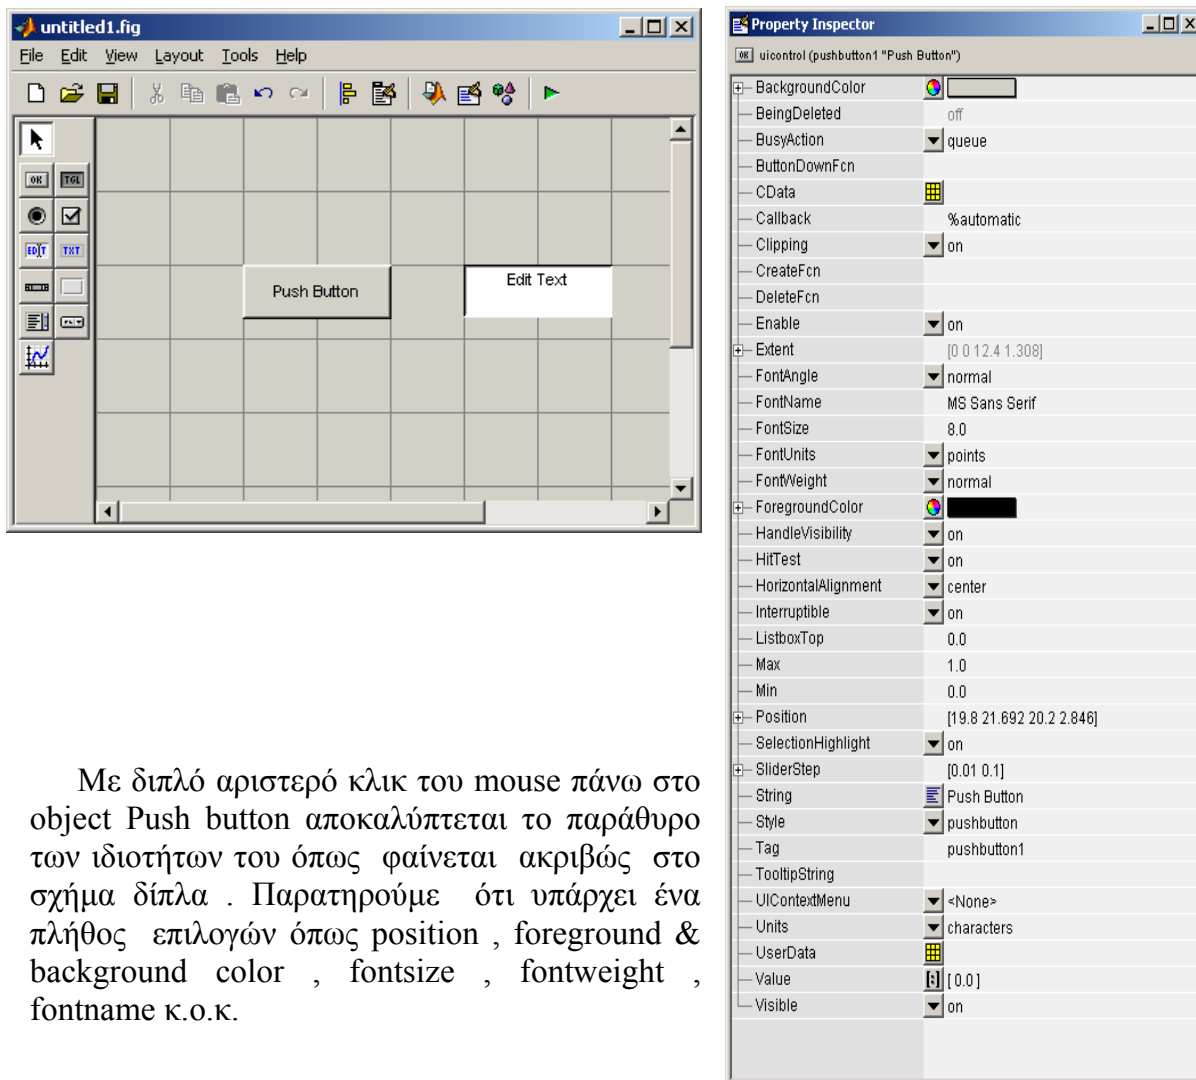 untitled1.fig
File Edit View Layout Tools Help
OK TGL
EDIT TXT
Push Button
Edit Text
Με διπλό αριστερό κλικ του mouse πάνω στο
object Push button αποκαλύπτεται το παράθυρο
των ιδιοτήτων του όπως φαίνεται ακριβώς στο
σχήμα δίπλα . Παρατηρούμε ότι υπάρχει ένα
πλήθος επιλογών όπως position , foreground &
background color , fontsize , fontweight ,
fontname κ.ο.κ.
Property Inspector
OK uicontrol (pushbutton1 "Push Button")
BackgroundColor
BeingDeleted off
BusyAction queue
ButtonDownFcn
CData
Callback %automatic
Clipping on
CreateFcn
DeleteFcn
Enable on
Extent [0 0 12.4 1.308]
FontAngle normal
FontName MS Sans Serif
FontSize 8.0
FontUnits points
FontWeight normal
ForegroundColor
HandleVisibility on
HitTest on
HorizontalAlignment center
Interruptible on
ListboxTop 0.0
Max 1.0
Min 0.0
Position [19.8 21.692 20.2 2.846]
SelectionHighlight on
SliderStep [0.01 0.1]
String Push Button
Style pushbutton
Tag pushbutton1
TooltipString
UIContextMenu <None>
Units characters
UserData
Value [ 0.0 ]
Visible on